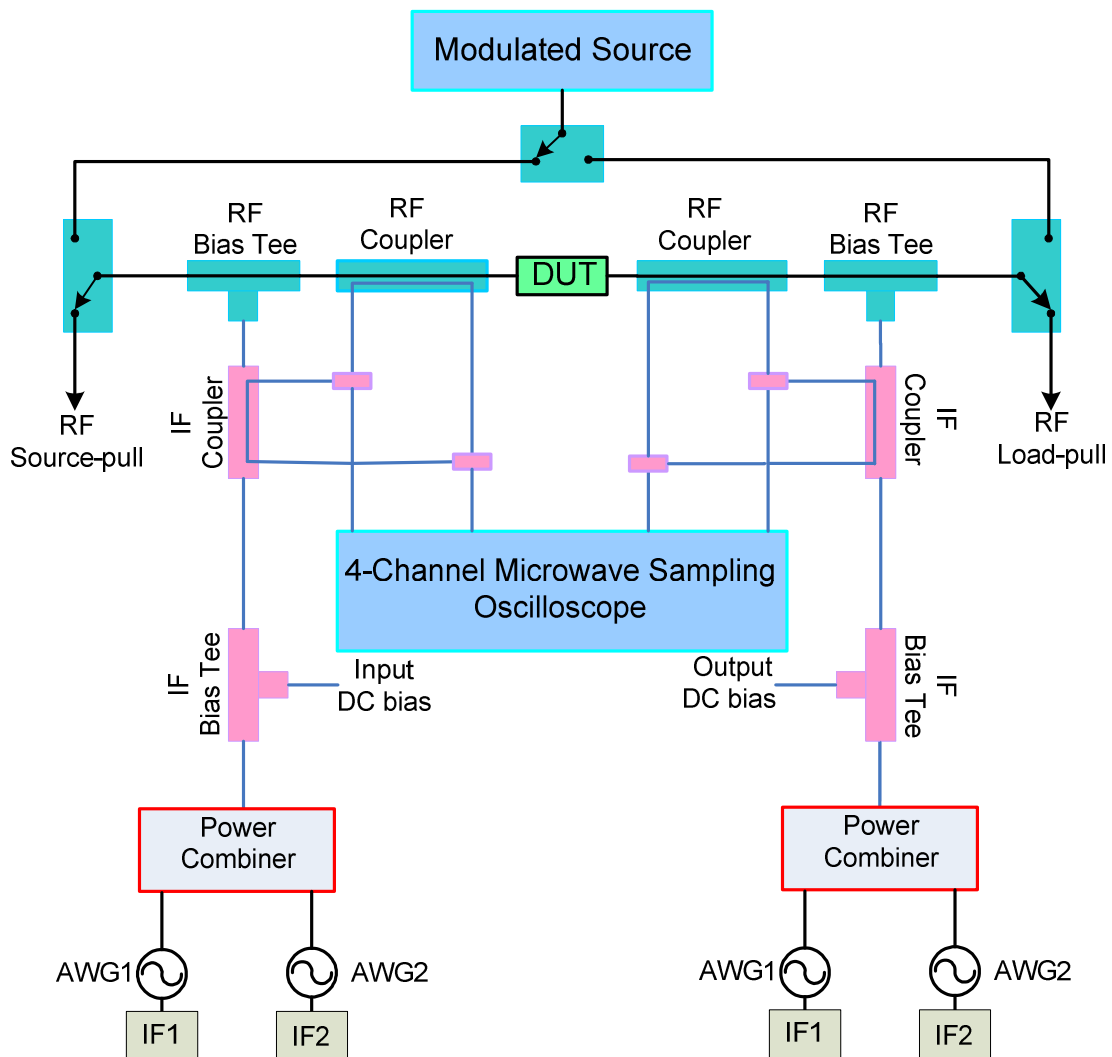 Modulated Source
RF
Bias Tee
RF
Coupler
RF
Coupler
RF
Bias Tee
DUT
IF
Coupler
IF
Coupler
RF
Source-pull
RF
Load-pull
4-Channel Microwave Sampling
Oscilloscope
IF
Bias Tee
Input
DC bias
Output
DC bias
IF
Bias Tee
Power
Combiner
Power
Combiner
AWG1
AWG2
AWG1
AWG2
IF1
IF2
IF1
IF2